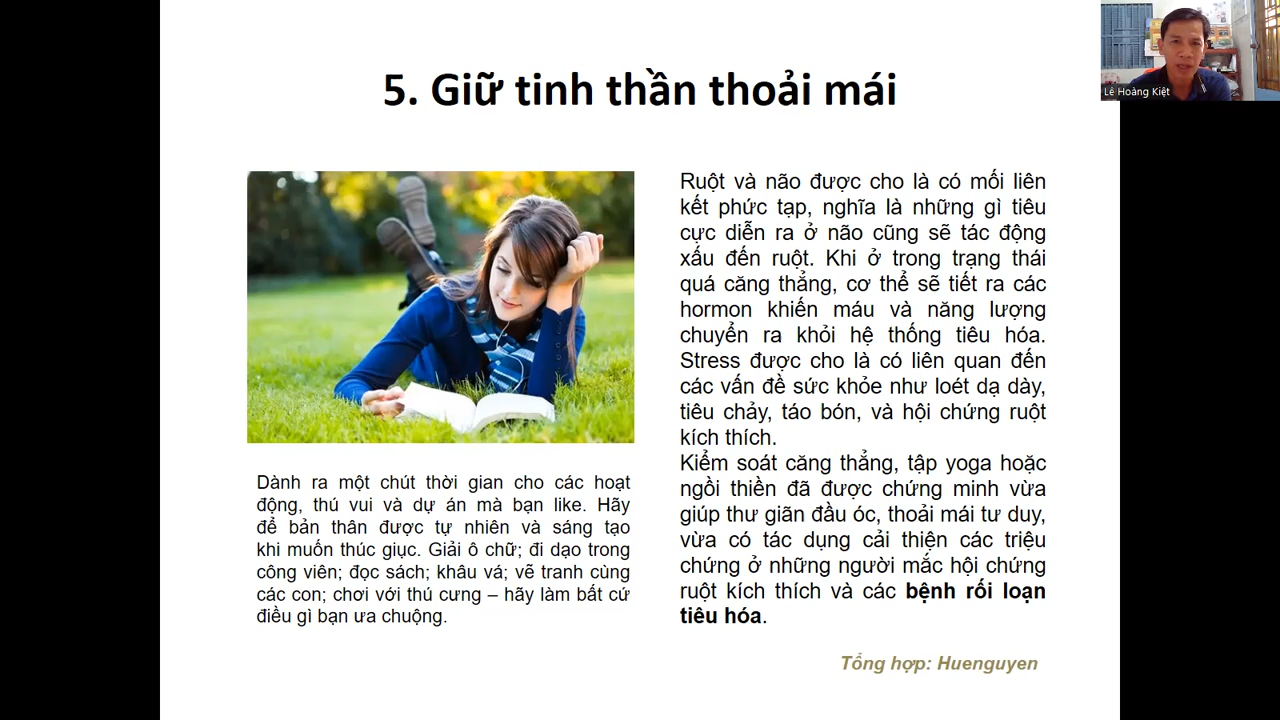 5. Giữ tinh thần thoải mái
Lê Hoàng Kiệt
Dành ra một chút thời gian cho các hoạt
động, thú vui và dự án mà bạn like. Hãy
để bản thân được tự nhiên và sáng tạo
khi muốn thúc giục. Giải ô chữ; đi dạo trong
công viên; đọc sách; khâu vá; vẽ tranh cùng
các con; chơi với thú cưng – hãy làm bất cứ
điều gì bạn ưa chuộng.
Ruột và não được cho là có mối liên
kết phức tạp, nghĩa là những gì tiêu
cực diễn ra ở não cũng sẽ tác động
xấu đến ruột. Khi ở trong trạng thái
quá căng thẳng, cơ thể sẽ tiết ra các
hormon khiến máu và năng lượng
chuyển ra khỏi hệ thống tiêu hóa.
Stress được cho là có liên quan đến
các vấn đề sức khỏe như loét dạ dày,
tiêu chảy, táo bón, và hội chứng ruột
kích thích.
Kiểm soát căng thẳng, tập yoga hoặc
ngồi thiền đã được chứng minh vừa
giúp thư giãn đầu óc, thoải mái tư duy,
vừa có tác dụng cải thiện các triệu
chứng ở những người mắc hội chứng
ruột kích thích và các bệnh rối loạn
tiêu hóa.
Tổng hợp: Huenguyen